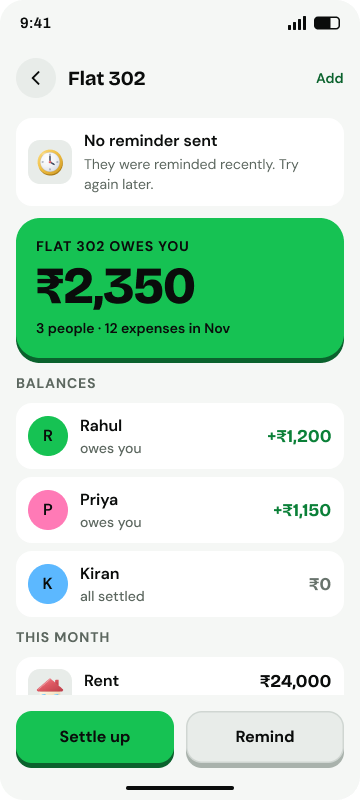 9:41
Flat 302
Add
No reminder sent
They were reminded recently. Try
again later.
FLAT 302 OWES YOU
₹2,350
3 people · 12 expenses in Nov
BALANCES
R
Rahul
owes you
+₹1,200
P
Priya
owes you
+₹1,150
K
Kiran
all settled
₹0
THIS MONTH
Rent
₹24,000
Settle up
Remind